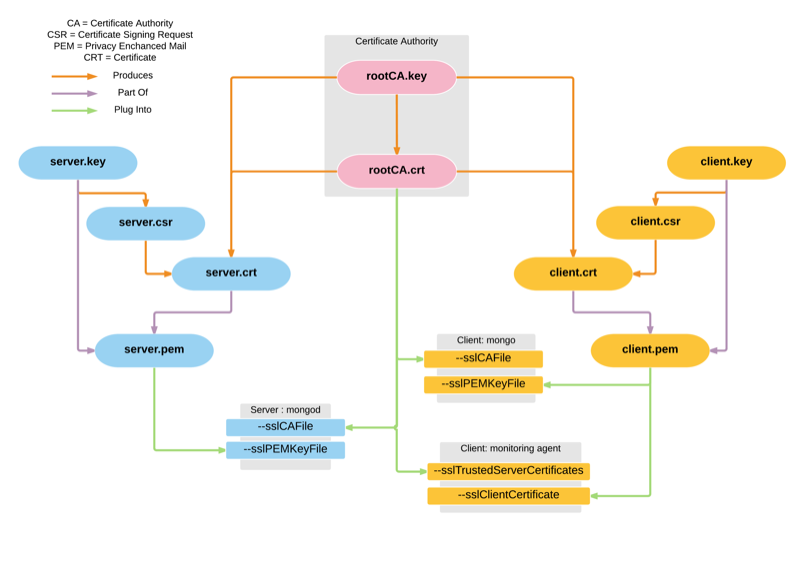 CA = Certificate Authority
CSR = Certificate Signing Request
PEM = Privacy Enchanced Mail
CRT = Certificate
Produces
Part Of
Plug Into
Certificate Authority
rootCA.key
rootCA.crt
server.key
server.csr
server.crt
server.pem
client.key
client.csr
client.crt
client.pem
Client: mongo
--sslCAFile
--sslPEMKeyFile
Server : mongod
--sslCAFile
--sslPEMKeyFile
Client: monitoring agent
--sslTrustedServerCertificates
--sslClientCertificate